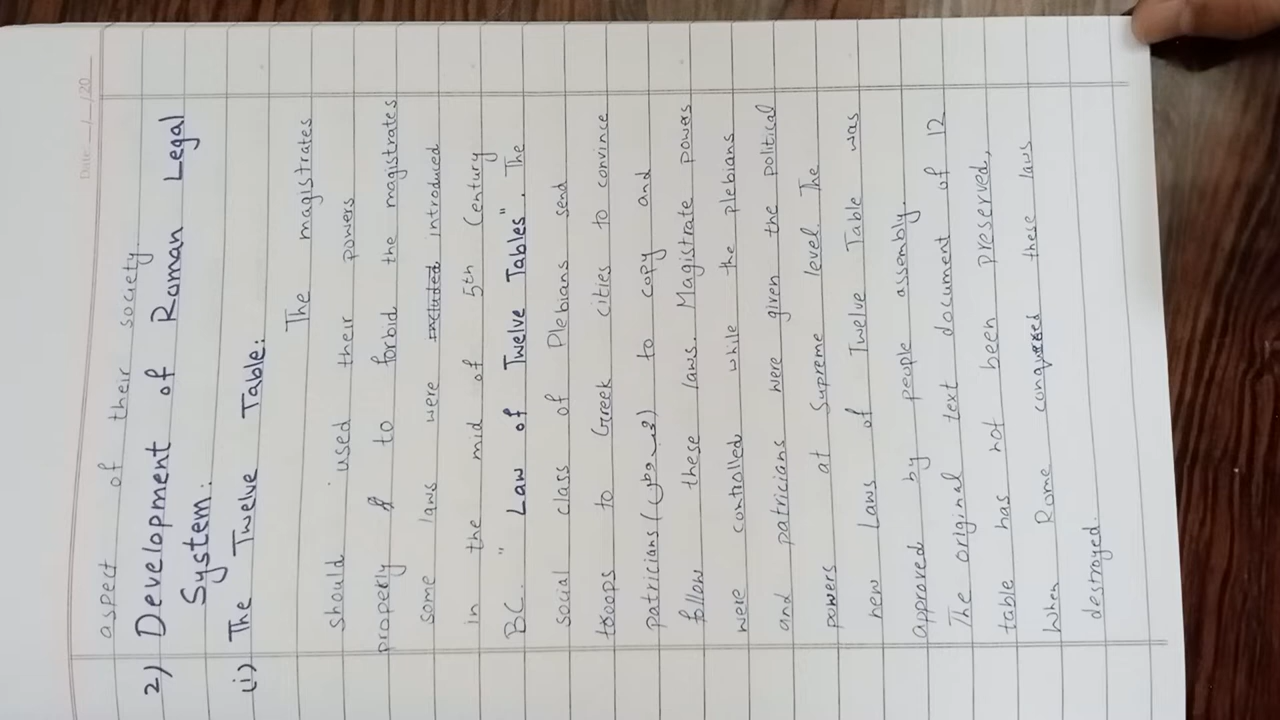 Date: __/__/20__
aspect of their society
2) Development of Roman Legal
System:
(i) The Twelve Table:
The magistrates
should used their powers
properly & to forbid the magistrates
some laws were included introduced
in the mid of 5th Century
BC. "Law of Twelve Tables". The
social class of Plebians send
troops to Greek cities to convince
patricians ( ) to copy and
follow these laws. Magistrate powers
were controlled while the plebians
and patricians were given the political
powers at Supreme level. The
new Laws of Twelve Table was
approved by people assembly.
The original text document of 12
table has not been preserved,
When Rome conquered these laws
destroyed.